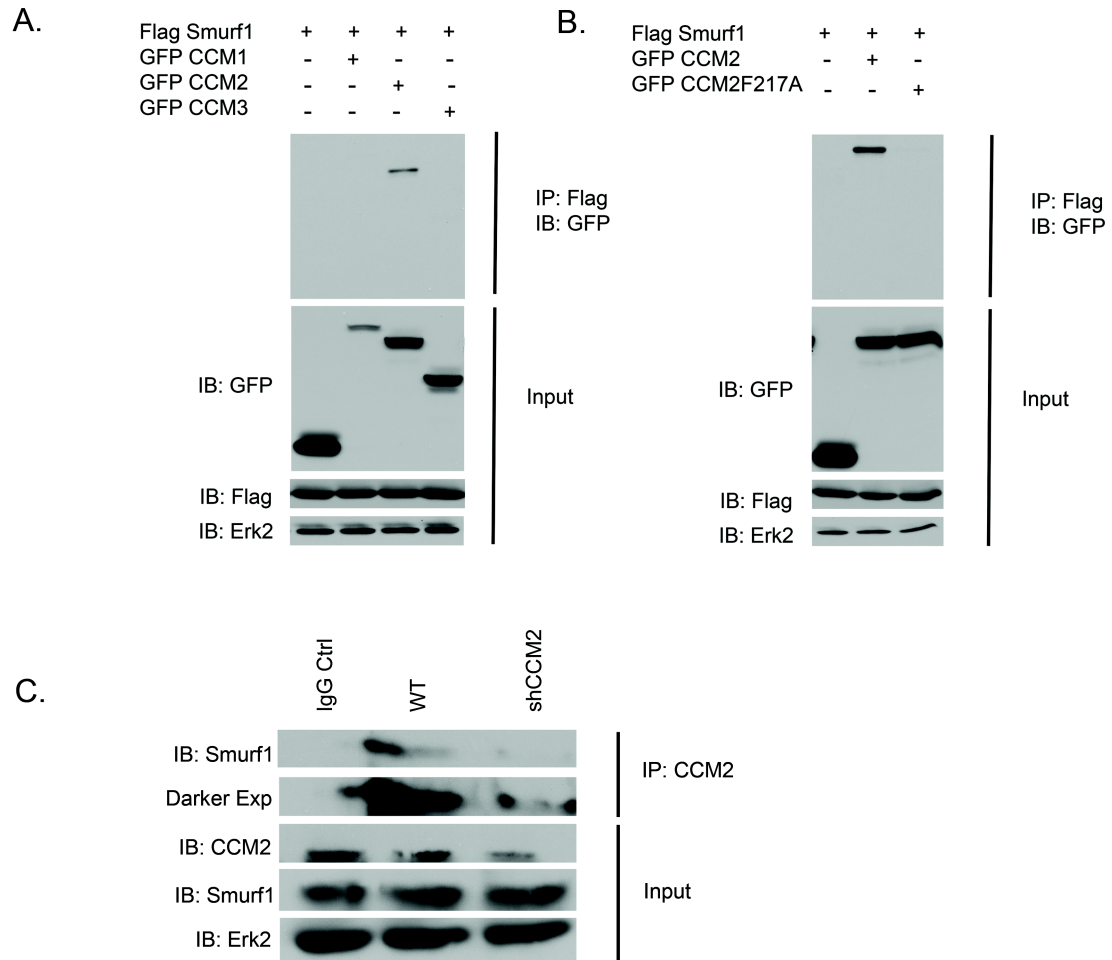 A.
Flag Smurf1 + + + +
GFP CCM1 - + - -
GFP CCM2 - - + -
GFP CCM3 - - - +
IP: Flag
IB: GFP
IB: GFP
Input
IB: Flag
IB: Erk2
B.
Flag Smurf1 + + +
GFP CCM2 - + -
GFP CCM2F217A - - +
IP: Flag
IB: GFP
IB: GFP
Input
IB: Flag
IB: Erk2
C.
IgG Ctrl
WT
shCCM2
IB: Smurf1
Darker Exp
IP: CCM2
IB: CCM2
IB: Smurf1
Input
IB: Erk2